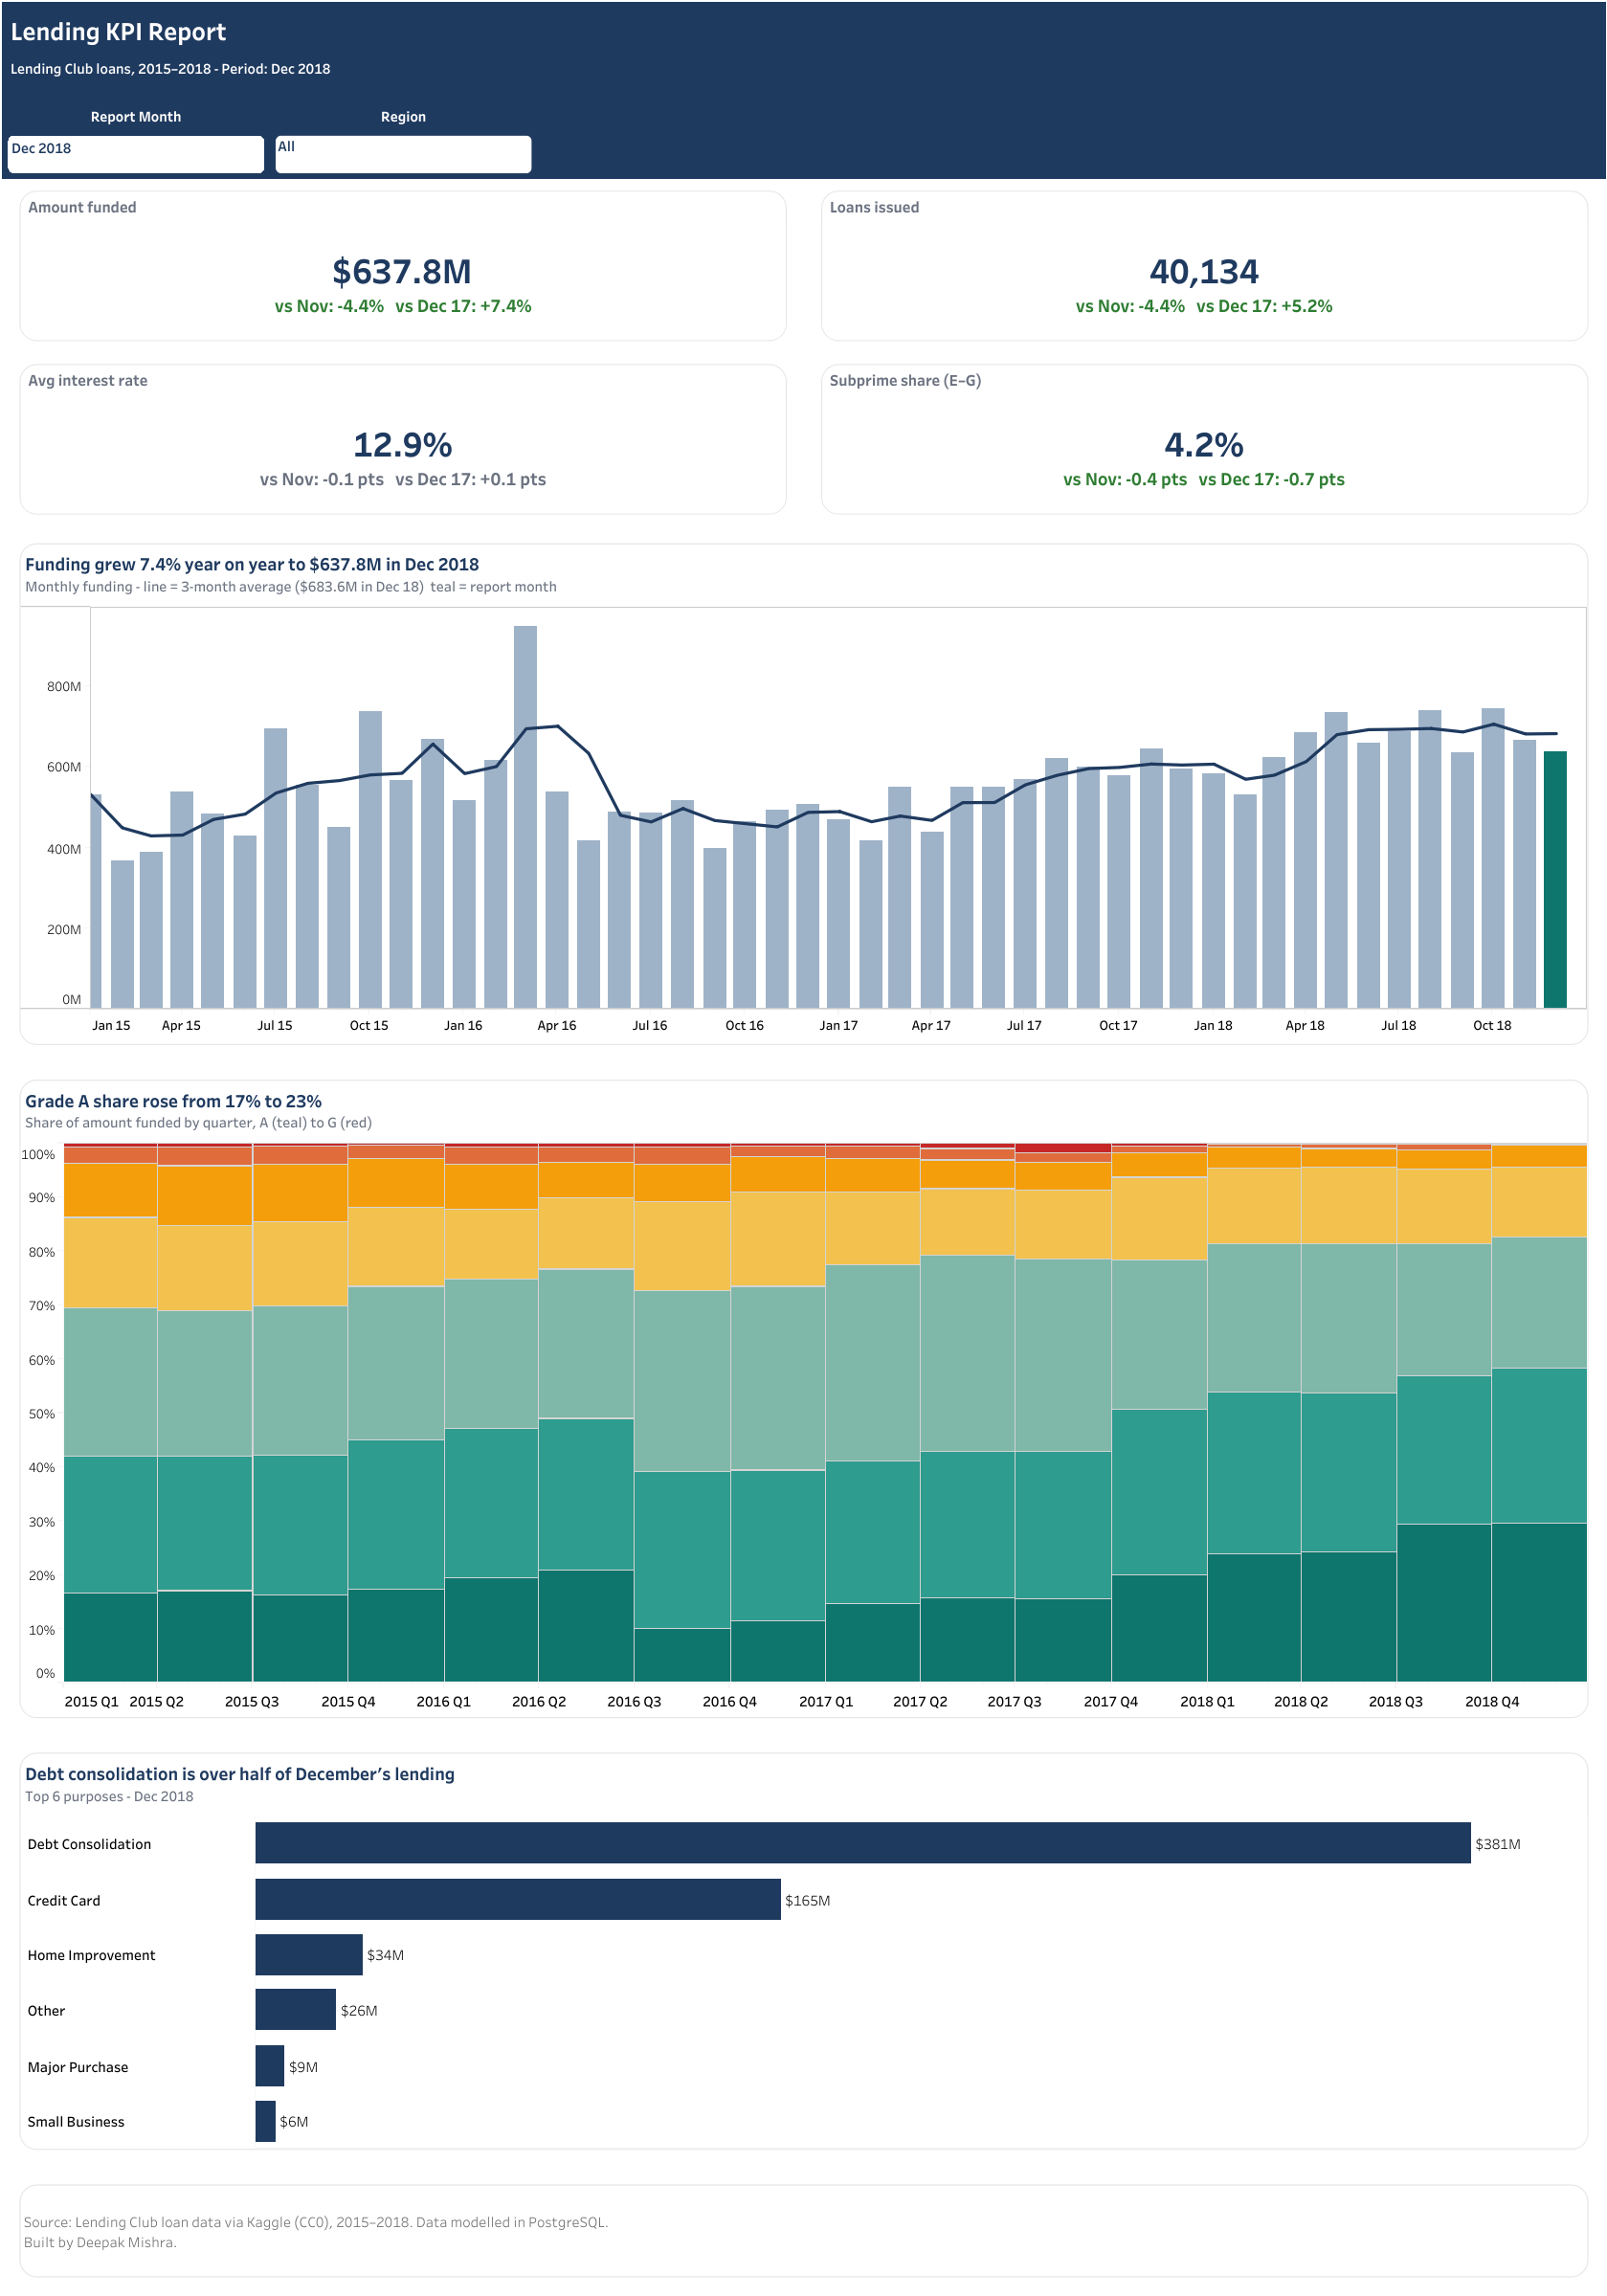 Lending KPI Report
Lending Club loans, 2015–2018 - Period: Dec 2018
Report Month
Region
Dec 2018
All
Amount funded
$637.8M
vs Nov: -4.4% vs Dec 17: +7.4%
Loans issued
40,134
vs Nov: -4.4% vs Dec 17: +5.2%
Avg interest rate
12.9%
vs Nov: -0.1 pts vs Dec 17: +0.1 pts
Subprime share (E–G)
4.2%
vs Nov: -0.4 pts vs Dec 17: -0.7 pts
Funding grew 7.4% year on year to $637.8M in Dec 2018
Monthly funding - line = 3-month average ($683.6M in Dec 18) teal = report month
800M
600M
400M
200M
0M
Jan 15 Apr 15 Jul 15 Oct 15 Jan 16 Apr 16 Jul 16 Oct 16 Jan 17 Apr 17 Jul 17 Oct 17 Jan 18 Apr 18 Jul 18 Oct 18
Grade A share rose from 17% to 23%
Share of amount funded by quarter, A (teal) to G (red)
100%
90%
80%
70%
60%
50%
40%
30%
20%
10%
0%
2015 Q1 2015 Q2 2015 Q3 2015 Q4 2016 Q1 2016 Q2 2016 Q3 2016 Q4 2017 Q1 2017 Q2 2017 Q3 2017 Q4 2018 Q1 2018 Q2 2018 Q3 2018 Q4
Debt consolidation is over half of December’s lending
Top 6 purposes - Dec 2018
Debt Consolidation $381M
Credit Card $165M
Home Improvement $34M
Other $26M
Major Purchase $9M
Small Business $6M
Source: Lending Club loan data via Kaggle (CC0), 2015–2018. Data modelled in PostgreSQL.
Built by Deepak Mishra.